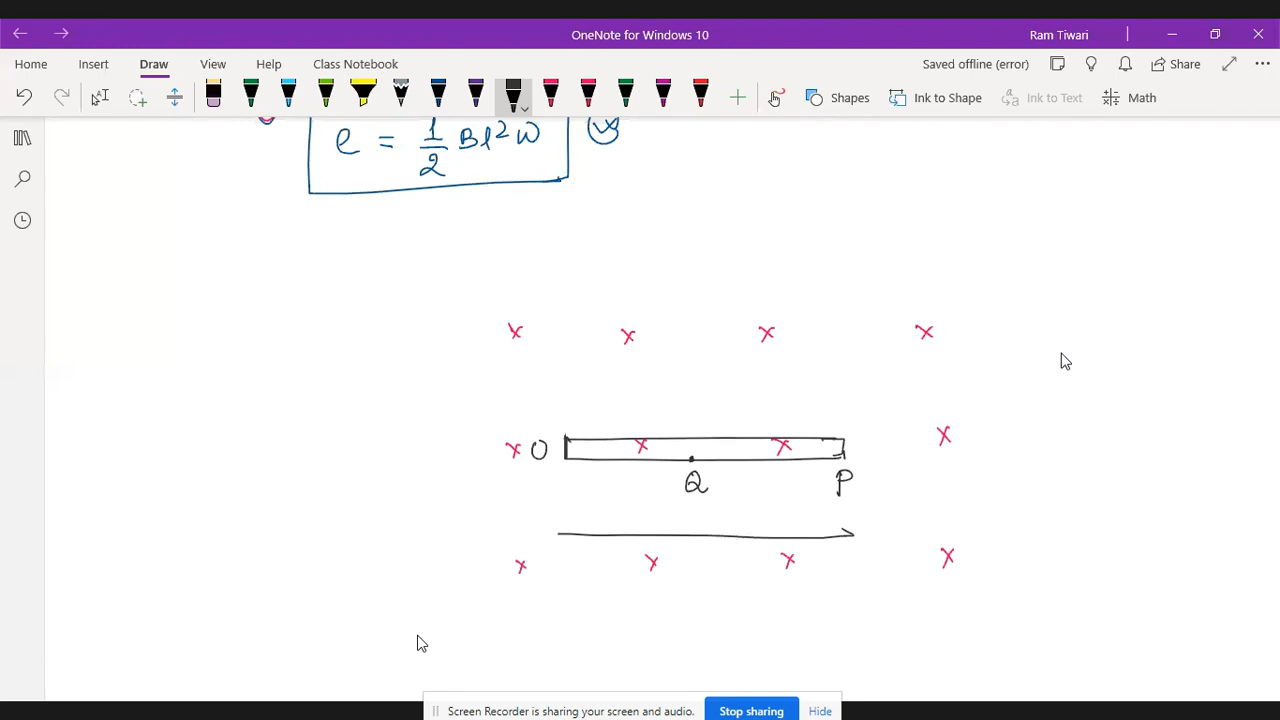 OneNote for Windows 10
Ram Tiwari
Home Insert Draw View Help Class Notebook
Saved offline (error) Share
Shapes Ink to Shape Ink to Text Math
e = 1/2 Bl²W
x x x x
x O x x x
Q P
x x x x
Screen Recorder is sharing your screen and audio. Stop sharing Hide